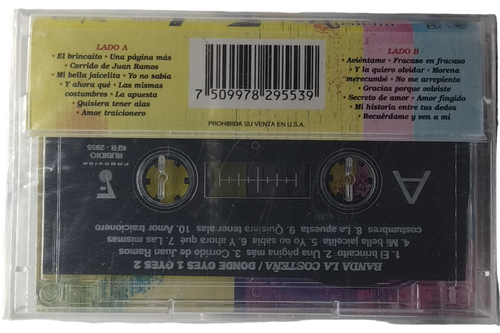 LADO A
• El brincaito • Una página más
• Corrido de Juan Ramos
• Mi bella jaicelita • Yo no sabía
• Y ahora qué • Las mismas
costumbres • La apuesta
• Quisiera tener alas
• Amor traicionero
7 509978 295539
PROHIBIDA SU VENTA EN U.S.A.
LADO B
• Asiéntame • Fracaso en fracaso
• Y la quiero olvidar • Morena
merecumbé • No me arrepiento
• Gracias porque volviste
• Secreto de amor • Amor fingido
• Mi historia entre tus dedos
• Recuérdame y ven a mi
A
BANDA LA COSTEÑA / DONDE OYES 1 OYES 2
1. El brincaito 2. Una página más 3. Corrido de Juan Ramos
4. Mi bella jaicelita 5. Yo no sabía 6. Y ahora qué 7. Las mismas
costumbres 8. La apuesta 9. Quisiera tener alas 10. Amor traicionero
FONOVISA
RUBIDIO